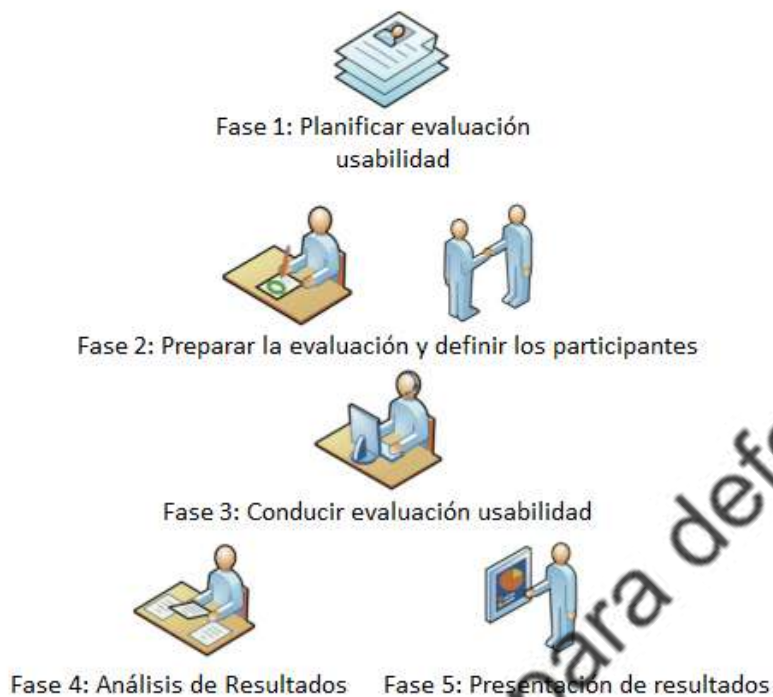 Fase 1: Planificar evaluación
usabilidad
Fase 2: Preparar la evaluación y definir los participantes
Fase 3: Conducir evaluación usabilidad
Fase 4: Análisis de Resultados
Fase 5: Presentación de resultados
para